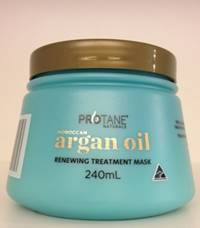 PROTANE
NATURALS
MOROCCAN
argan oil
RENEWING TREATMENT MASK
240mL